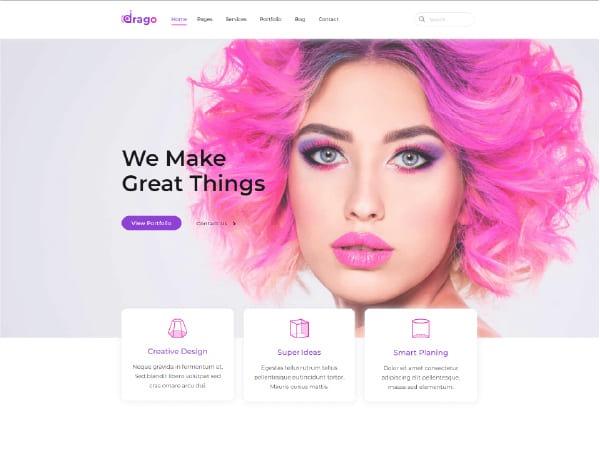 drago
Home Pages Services Portfolio Blog Contact
Search
We Make
Great Things
View Portfolio
Contact Us
Creative Design
Neque gravida in fermentum et.
Sed blandit libero volutpat sed
cras ornare arcu dui.
Super Ideas
Egestas tellus rutrum tellus
pellentesque eu tincidunt tortor.
Mauris cursus mattis
Smart Planing
Dolor sit amet consectetur
adipiscing elit pellentesque.
massa sed elementum.